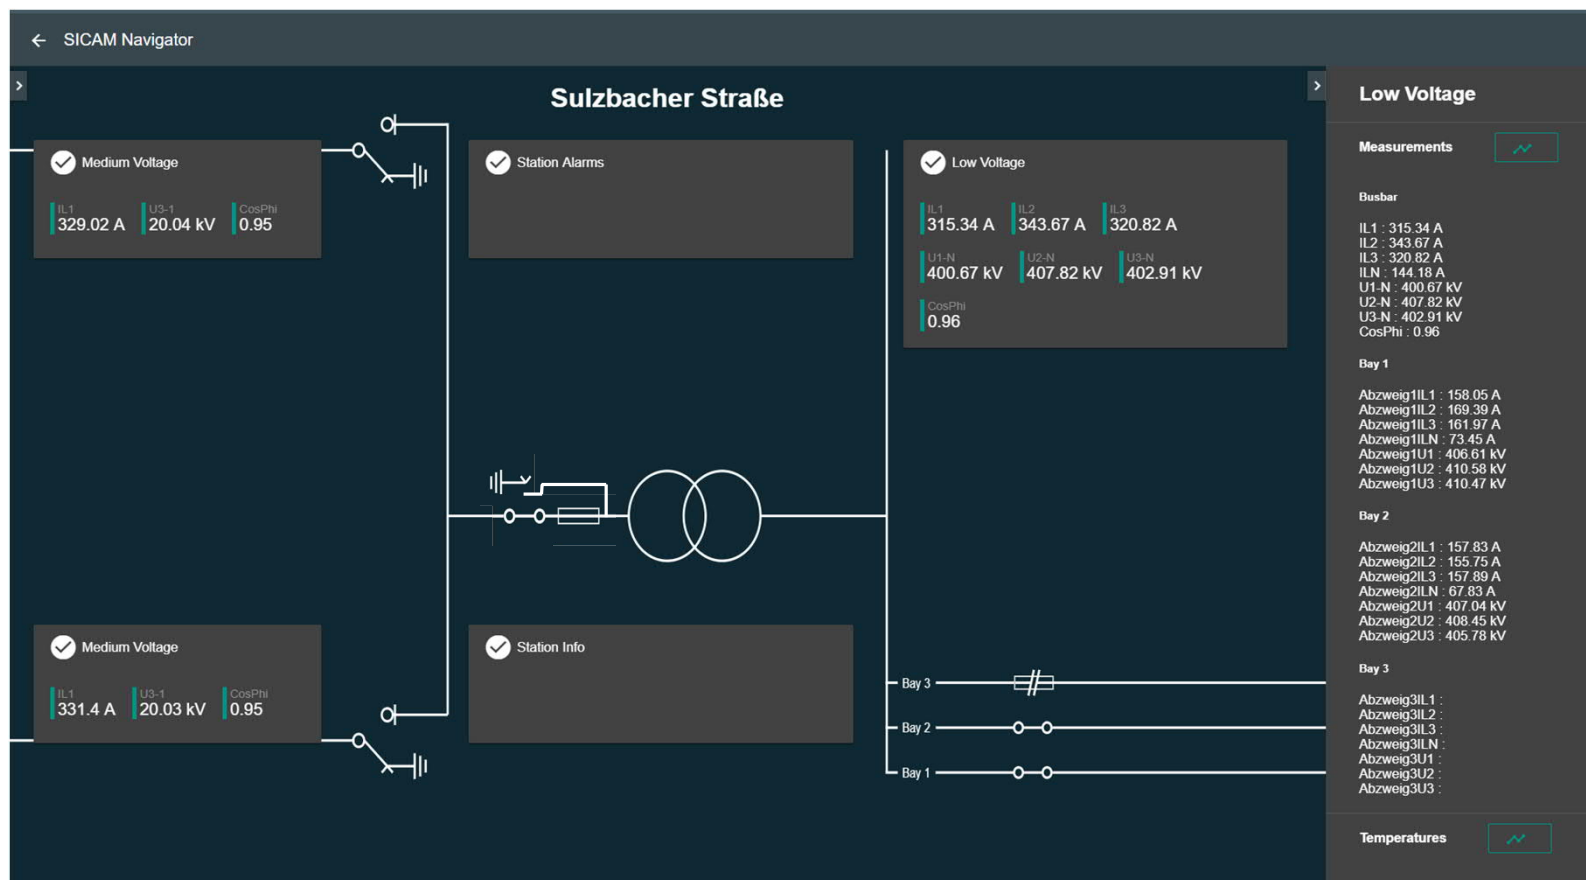 SICAM Navigator
Sulzbacher Straße
Medium Voltage
IL1 U3-1 CosPhi
329.02 A 20.04 kV 0.95
Station Alarms
Low Voltage
IL1 IL2 IL3
315.34 A 343.67 A 320.82 A
U1-N U2-N U3-N
400.67 kV 407.82 kV 402.91 kV
CosPhi
0.96
Medium Voltage
IL1 U3-1 CosPhi
331.4 A 20.03 kV 0.95
Station Info
Bay 3
Bay 2
Bay 1
Low Voltage
Measurements
Busbar
IL1 : 315.34 A
IL2 : 343.67 A
IL3 : 320.82 A
ILN : 144.18 A
U1-N : 400.67 kV
U2-N : 407.82 kV
U3-N : 402.91 kV
CosPhi : 0.96
Bay 1
Abzweig1IL1 : 158.05 A
Abzweig1IL2 : 169.39 A
Abzweig1IL3 : 161.97 A
Abzweig1ILN : 73.45 A
Abzweig1U1 : 406.61 kV
Abzweig1U2 : 410.58 kV
Abzweig1U3 : 410.47 kV
Bay 2
Abzweig2IL1 : 157.83 A
Abzweig2IL2 : 155.75 A
Abzweig2IL3 : 157.89 A
Abzweig2ILN : 67.83 A
Abzweig2U1 : 407.04 kV
Abzweig2U2 : 408.45 kV
Abzweig2U3 : 405.78 kV
Bay 3
Abzweig3IL1 :
Abzweig3IL2 :
Abzweig3IL3 :
Abzweig3ILN :
Abzweig3U1 :
Abzweig3U2 :
Abzweig3U3 :
Temperatures